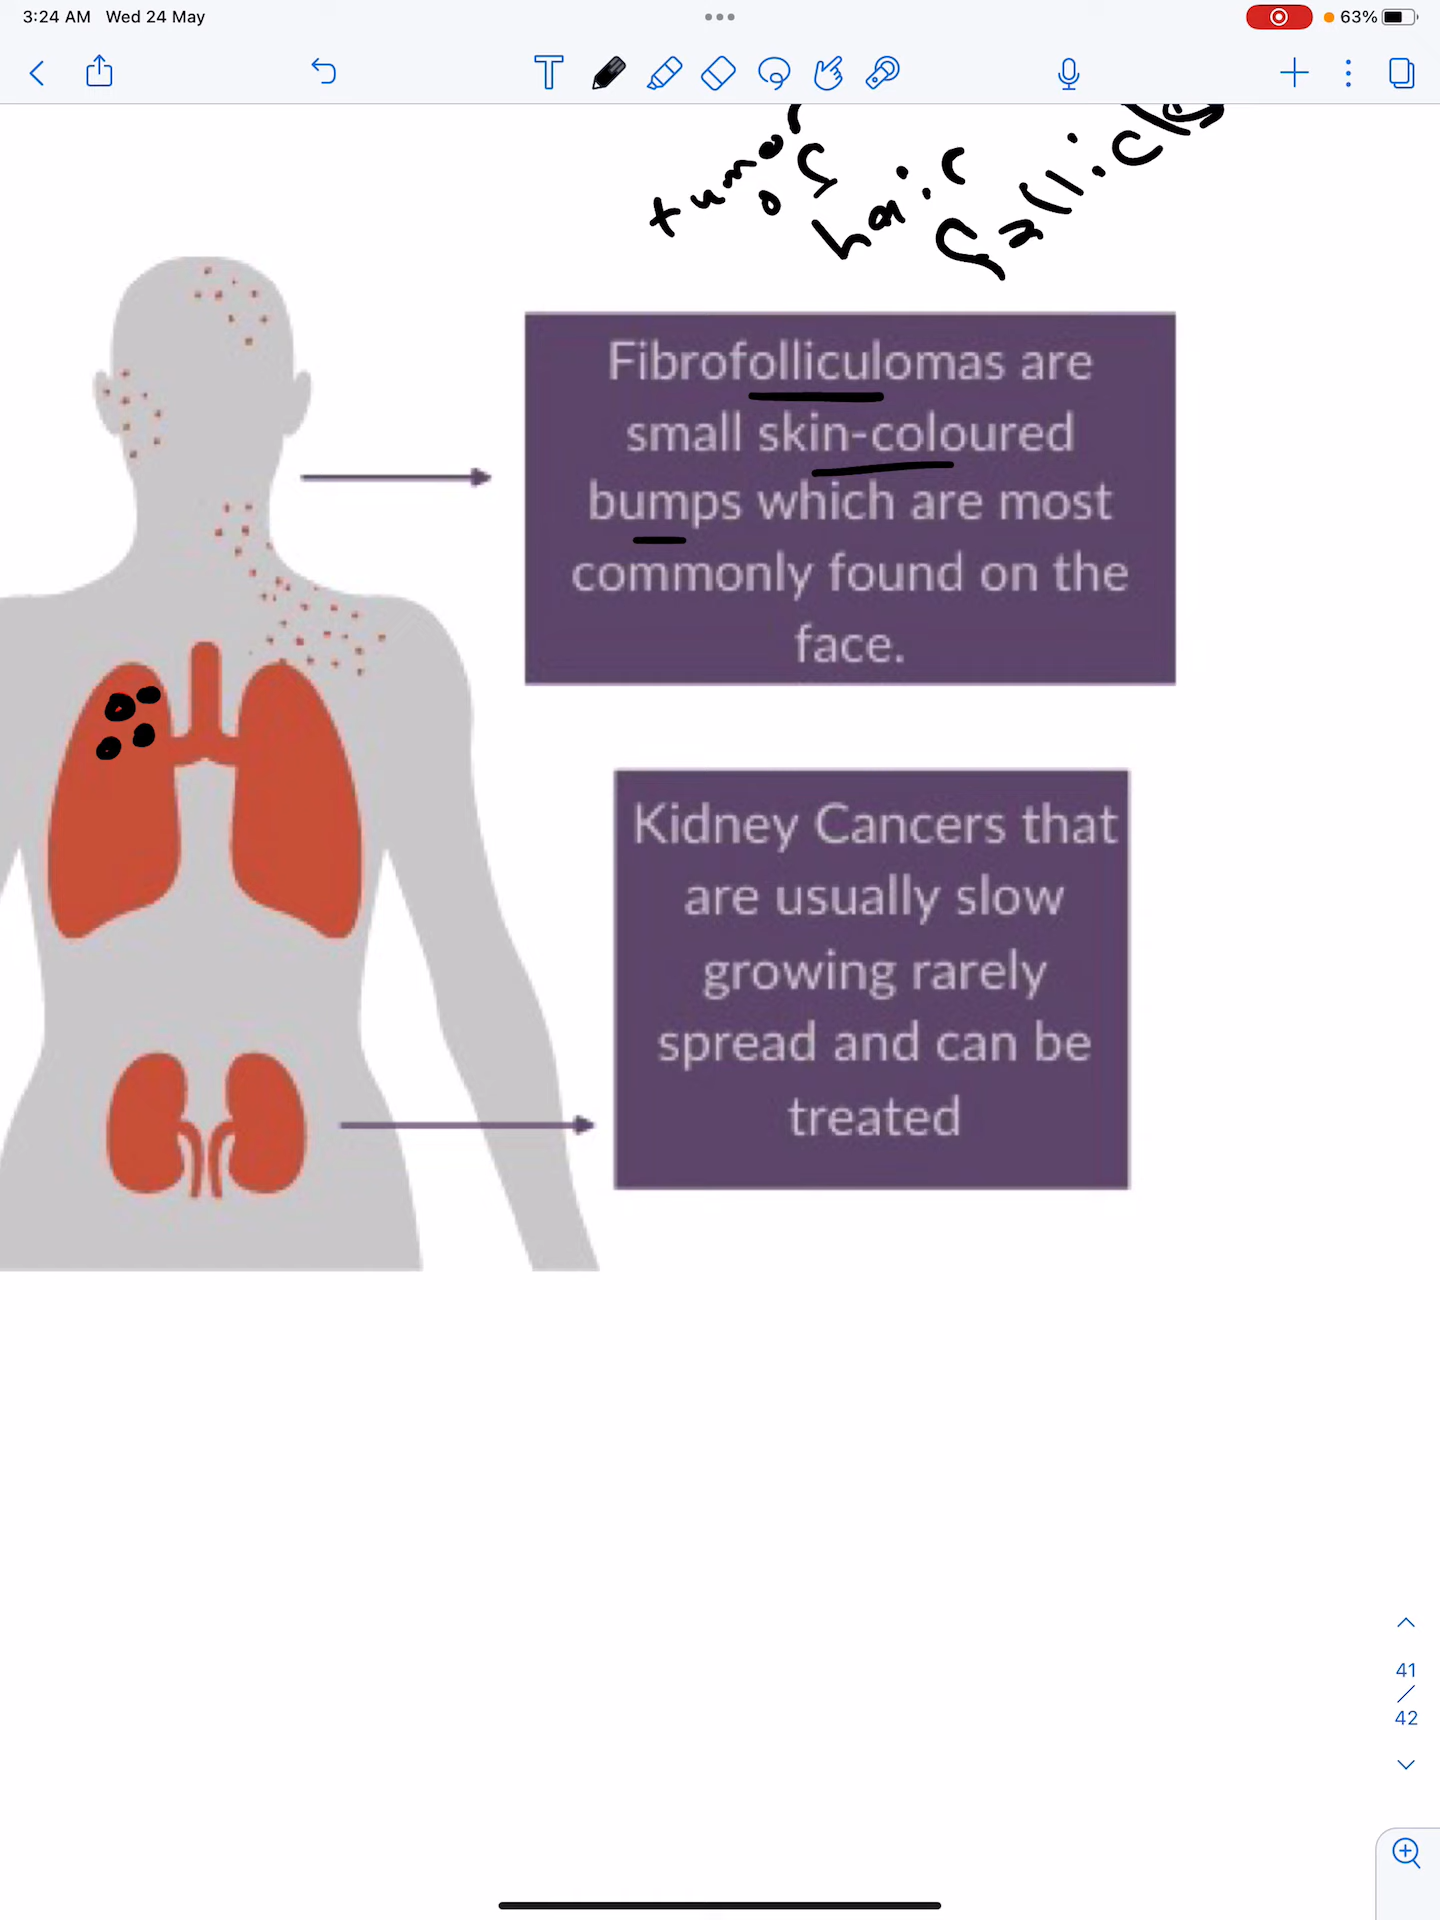 3:24 AM Wed 24 May
63%
T
tumor
of
hair
follicle
Fibrofolliculomas are
small skin-coloured
bumps which are most
commonly found on the
face.
Kidney Cancers that
are usually slow
growing rarely
spread and can be
treated
41
/
42